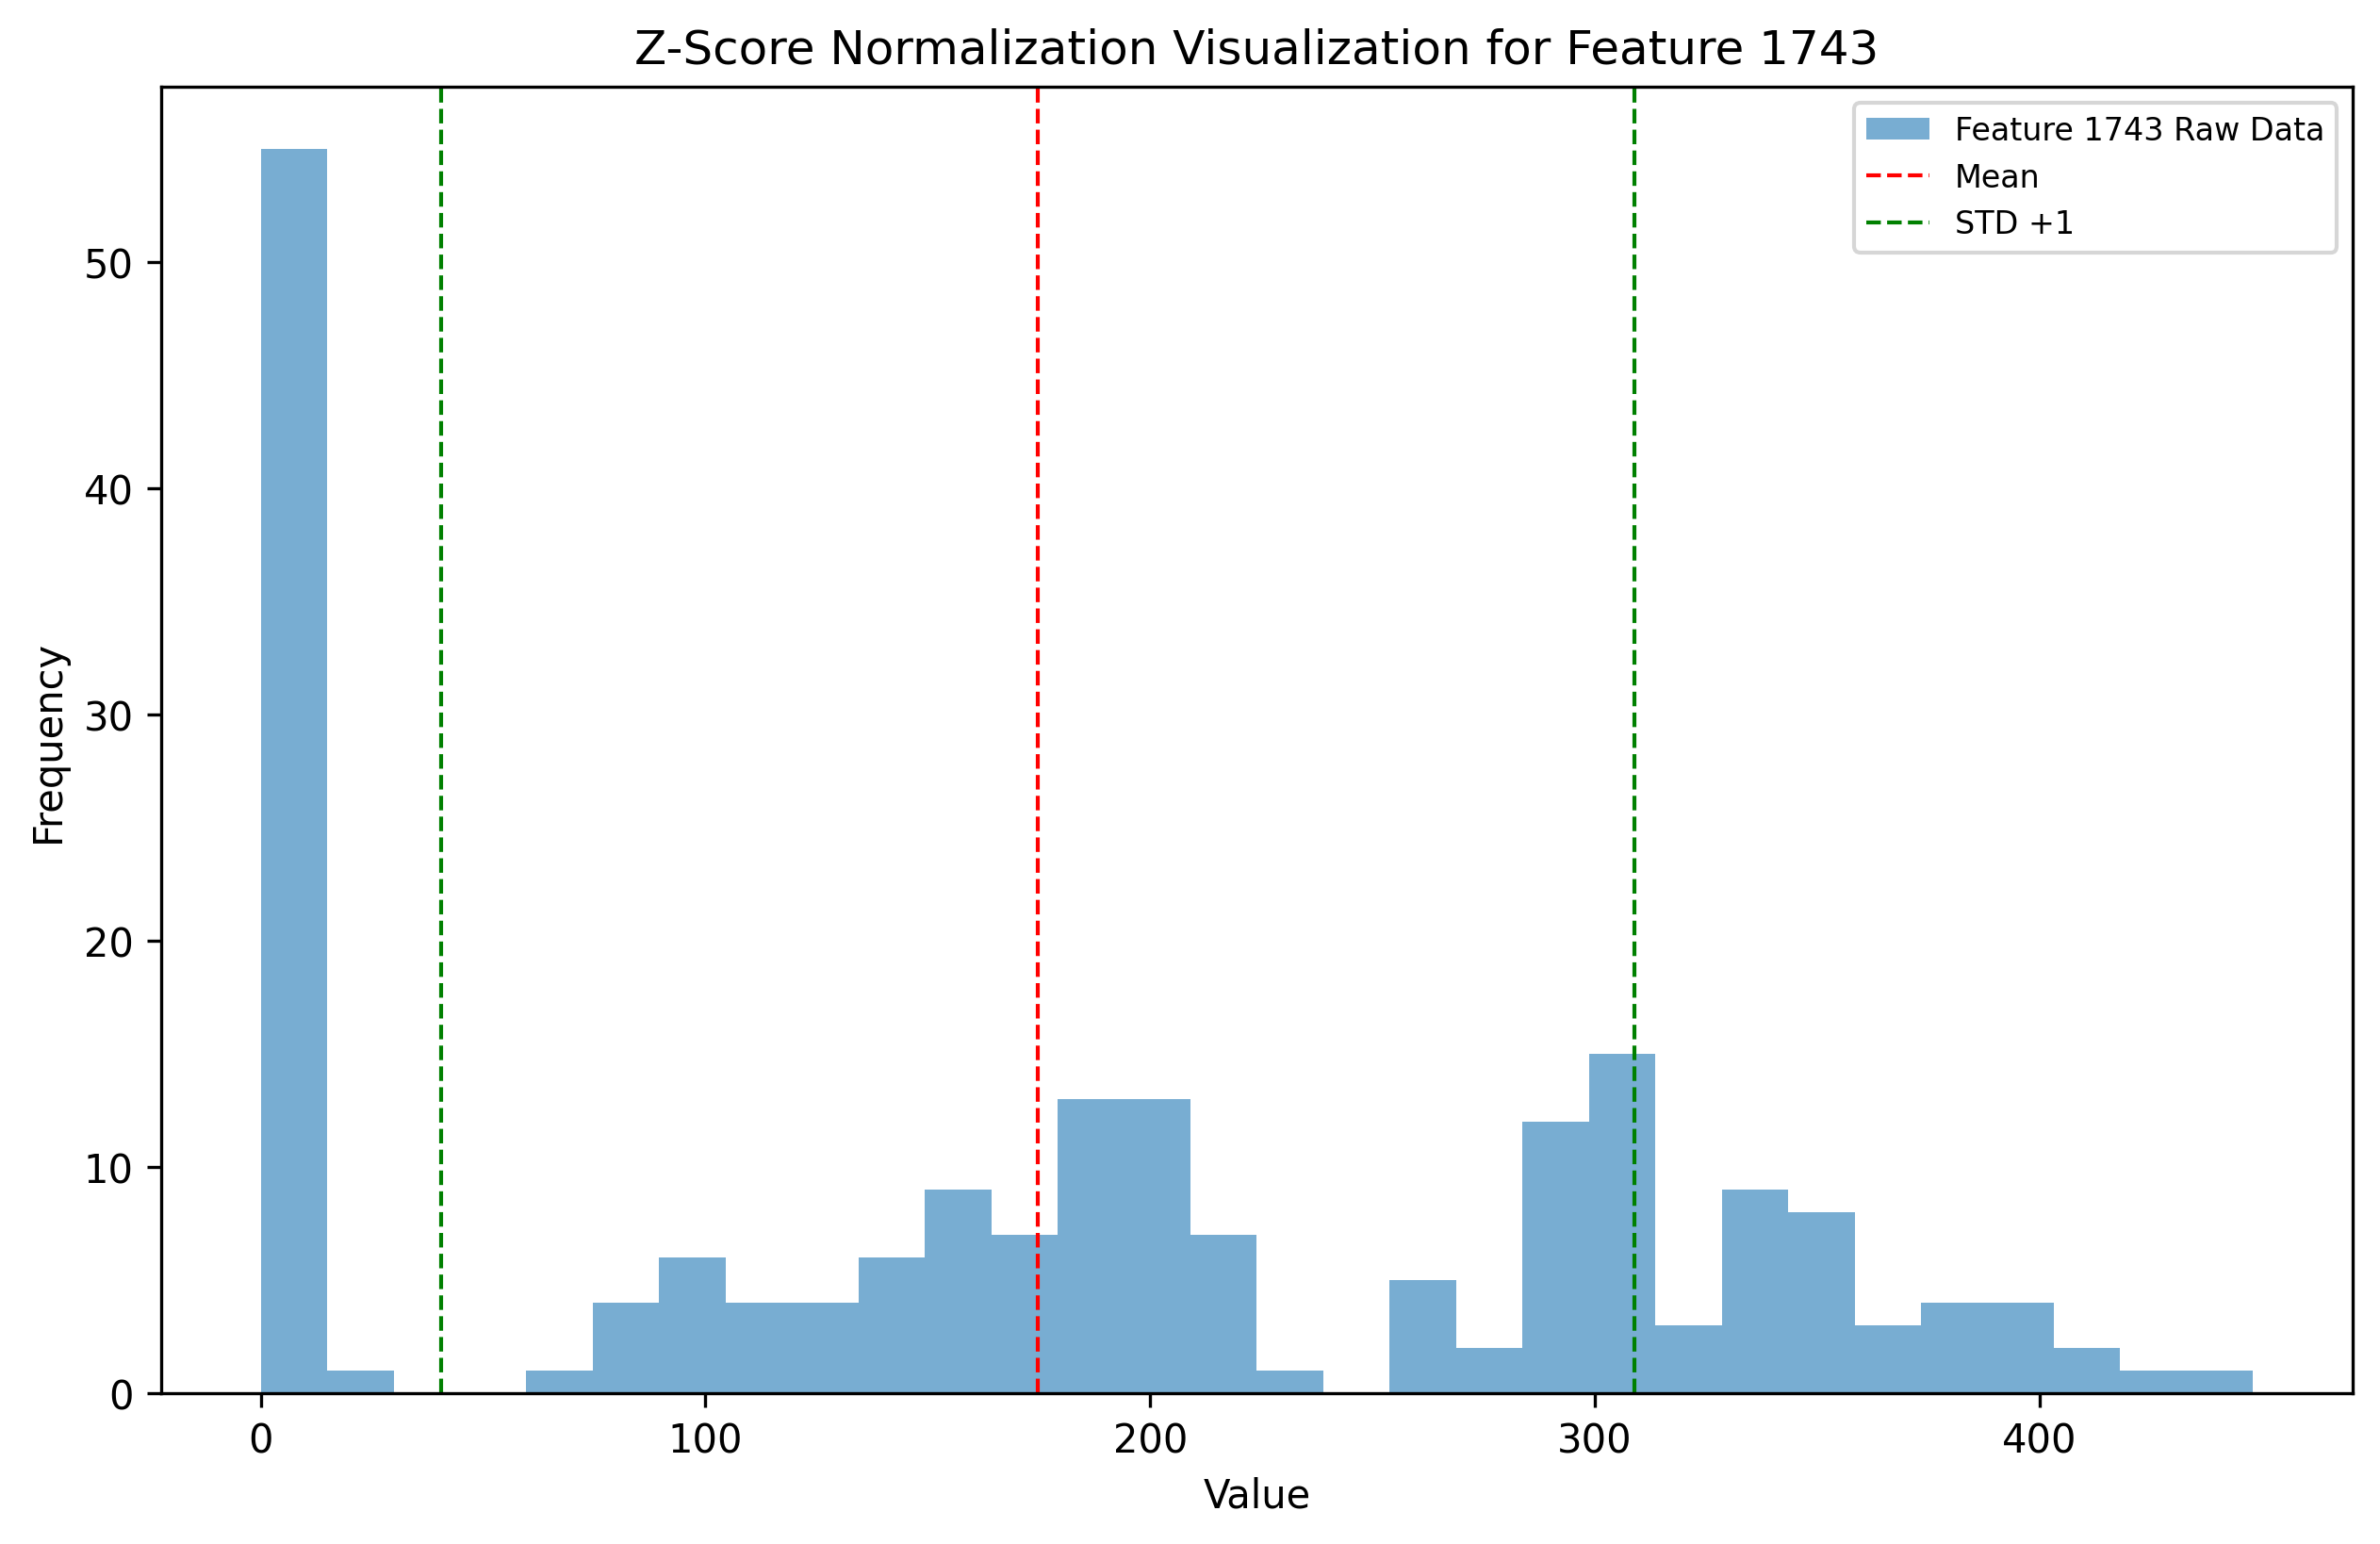 Z-Score Normalization Visualization for Feature 1743
Feature 1743 Raw Data
Mean
STD +1
50
40
30
20
10
0
Frequency
0 100 200 300 400
Value